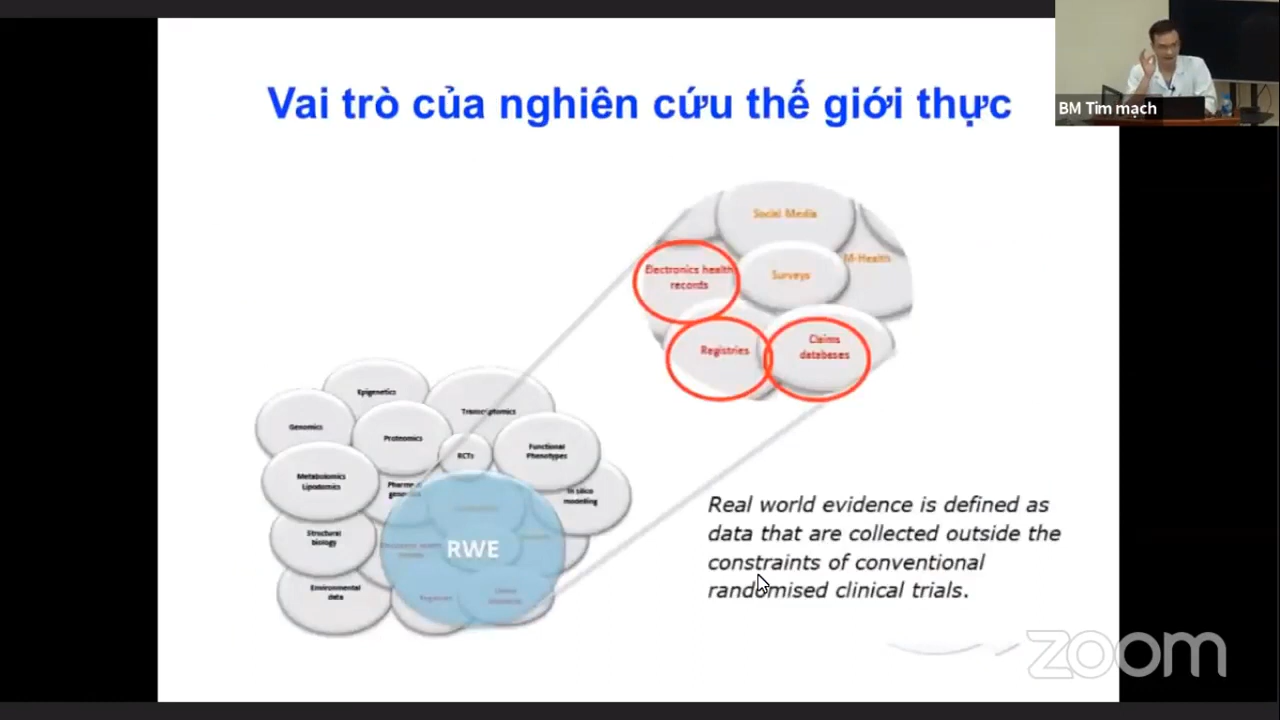 Vai trò của nghiên cứu thế giới thực
BM Tim mạch
Social Media
Electronics health
records
Surveys
M-Health
Registries
Claims
databases
Epigenetics
Genomics
Transcriptomics
Proteomics
RCTs
Functional
Phenotypes
Metabolomics
Lipidomics
In silico
modelling
Structural
biology
RWE
Environmental
data
Real world evidence is defined as
data that are collected outside the
constraints of conventional
randomised clinical trials.
zoom